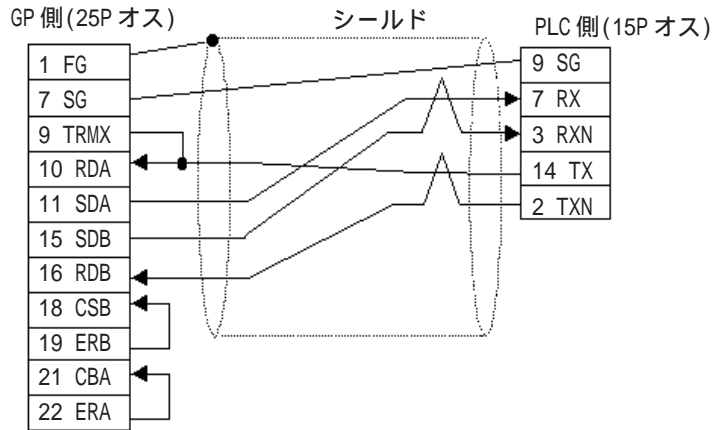 GP 側(25P オス)
シールド
PLC 側(15P オス)
1 FG
7 SG
9 TRMX
10 RDA
11 SDA
15 SDB
16 RDB
18 CSB
19 ERB
21 CBA
22 ERA
9 SG
7 RX
3 RXN
14 TX
2 TXN